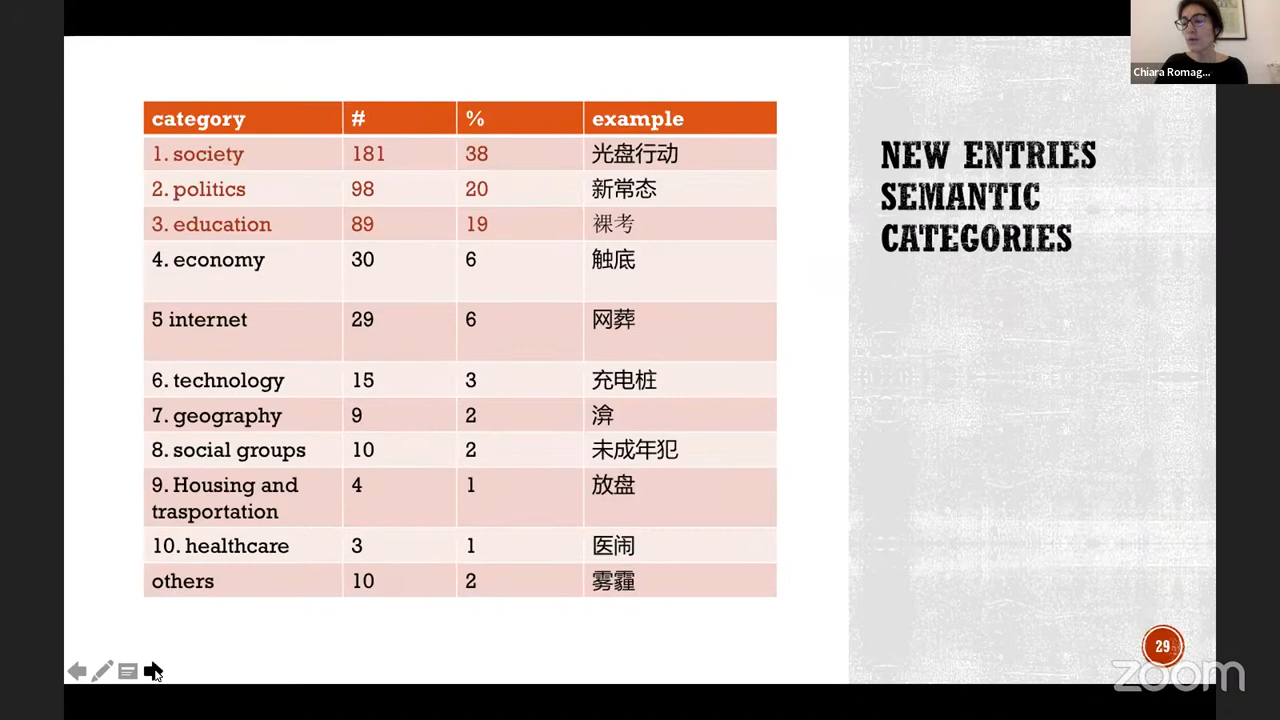 Chiara Romag...
category # % example
1. society 181 38 光盘行动
2. politics 98 20 新常态
3. education 89 19 裸考
4. economy 30 6 触底
5 internet 29 6 网葬
6. technology 15 3 充电桩
7. geography 9 2 渰
8. social groups 10 2 未成年犯
9. Housing and
trasportation 4 1 放盘
10. healthcare 3 1 医闹
others 10 2 雾霾
NEW ENTRIES
SEMANTIC
CATEGORIES
29
zoom